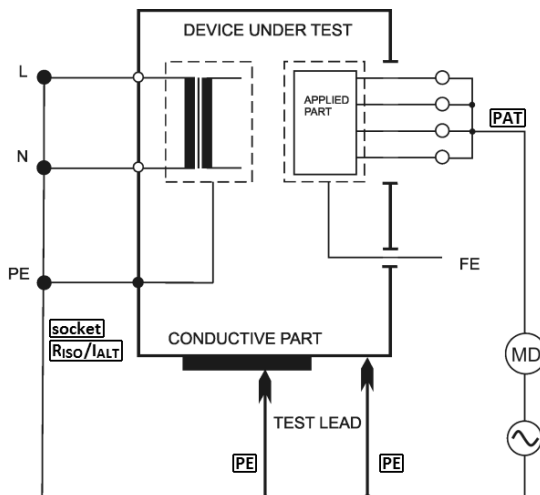 DEVICE UNDER TEST
L
APPLIED
PART
PAT
N
PE
FE
socket
RISO/IALT
CONDUCTIVE PART
MD
TEST LEAD
PE
PE